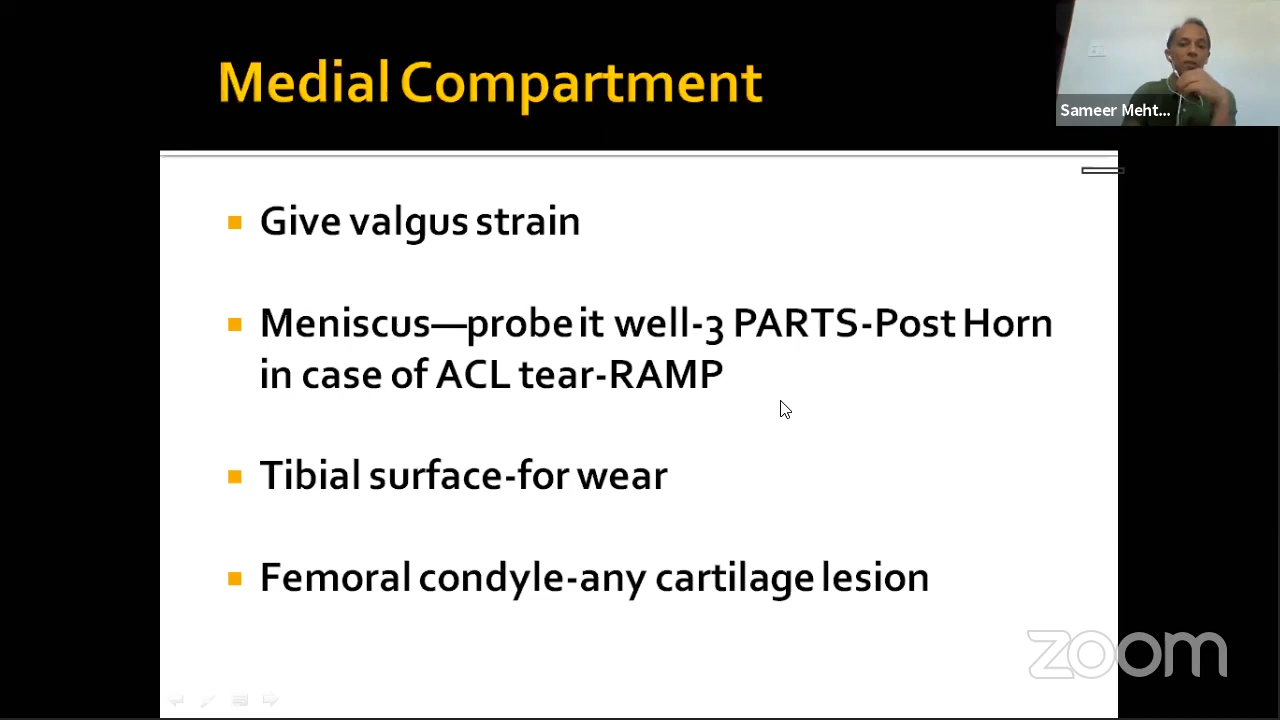 Medial Compartment
Sameer Meht...
Give valgus strain
Meniscus—probe it well-3 PARTS-Post Horn
in case of ACL tear-RAMP
Tibial surface-for wear
Femoral condyle-any cartilage lesion
zoom